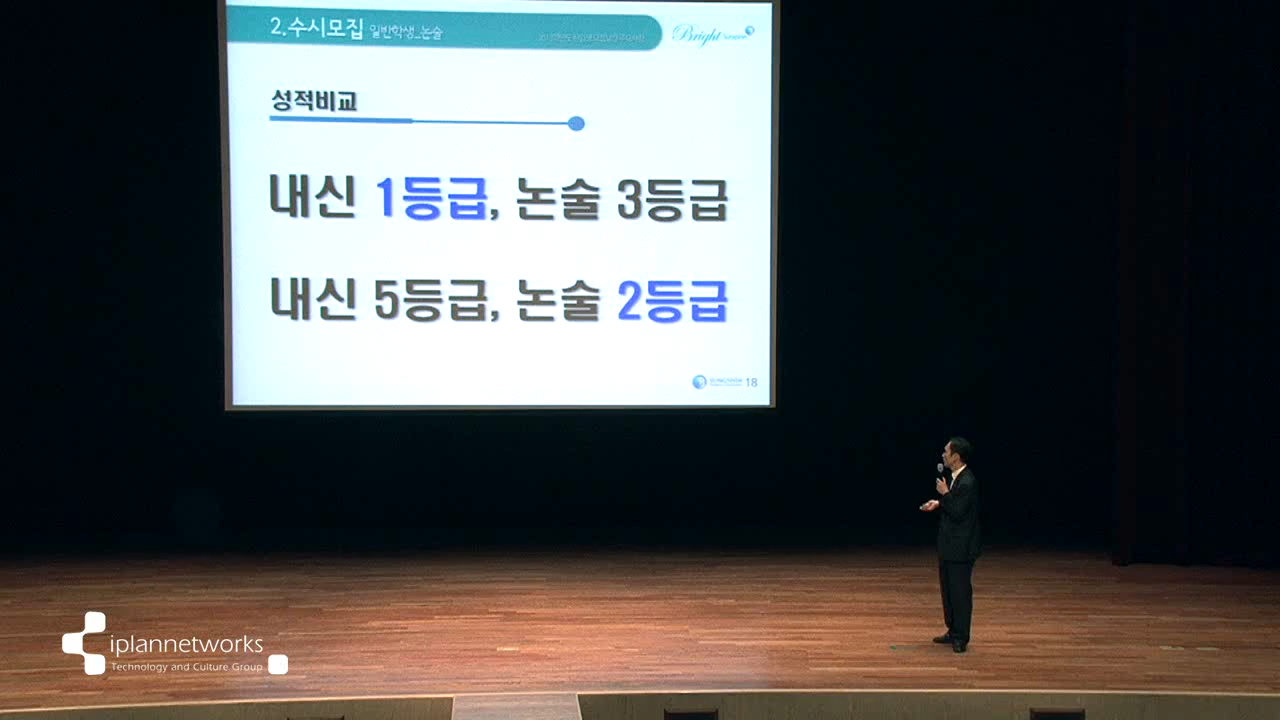 2.수시모집 일반학생_논술
Bright
성적비교
내신 1등급, 논술 3등급
내신 5등급, 논술 2등급
18
iplannetworks
Technology and Culture Group